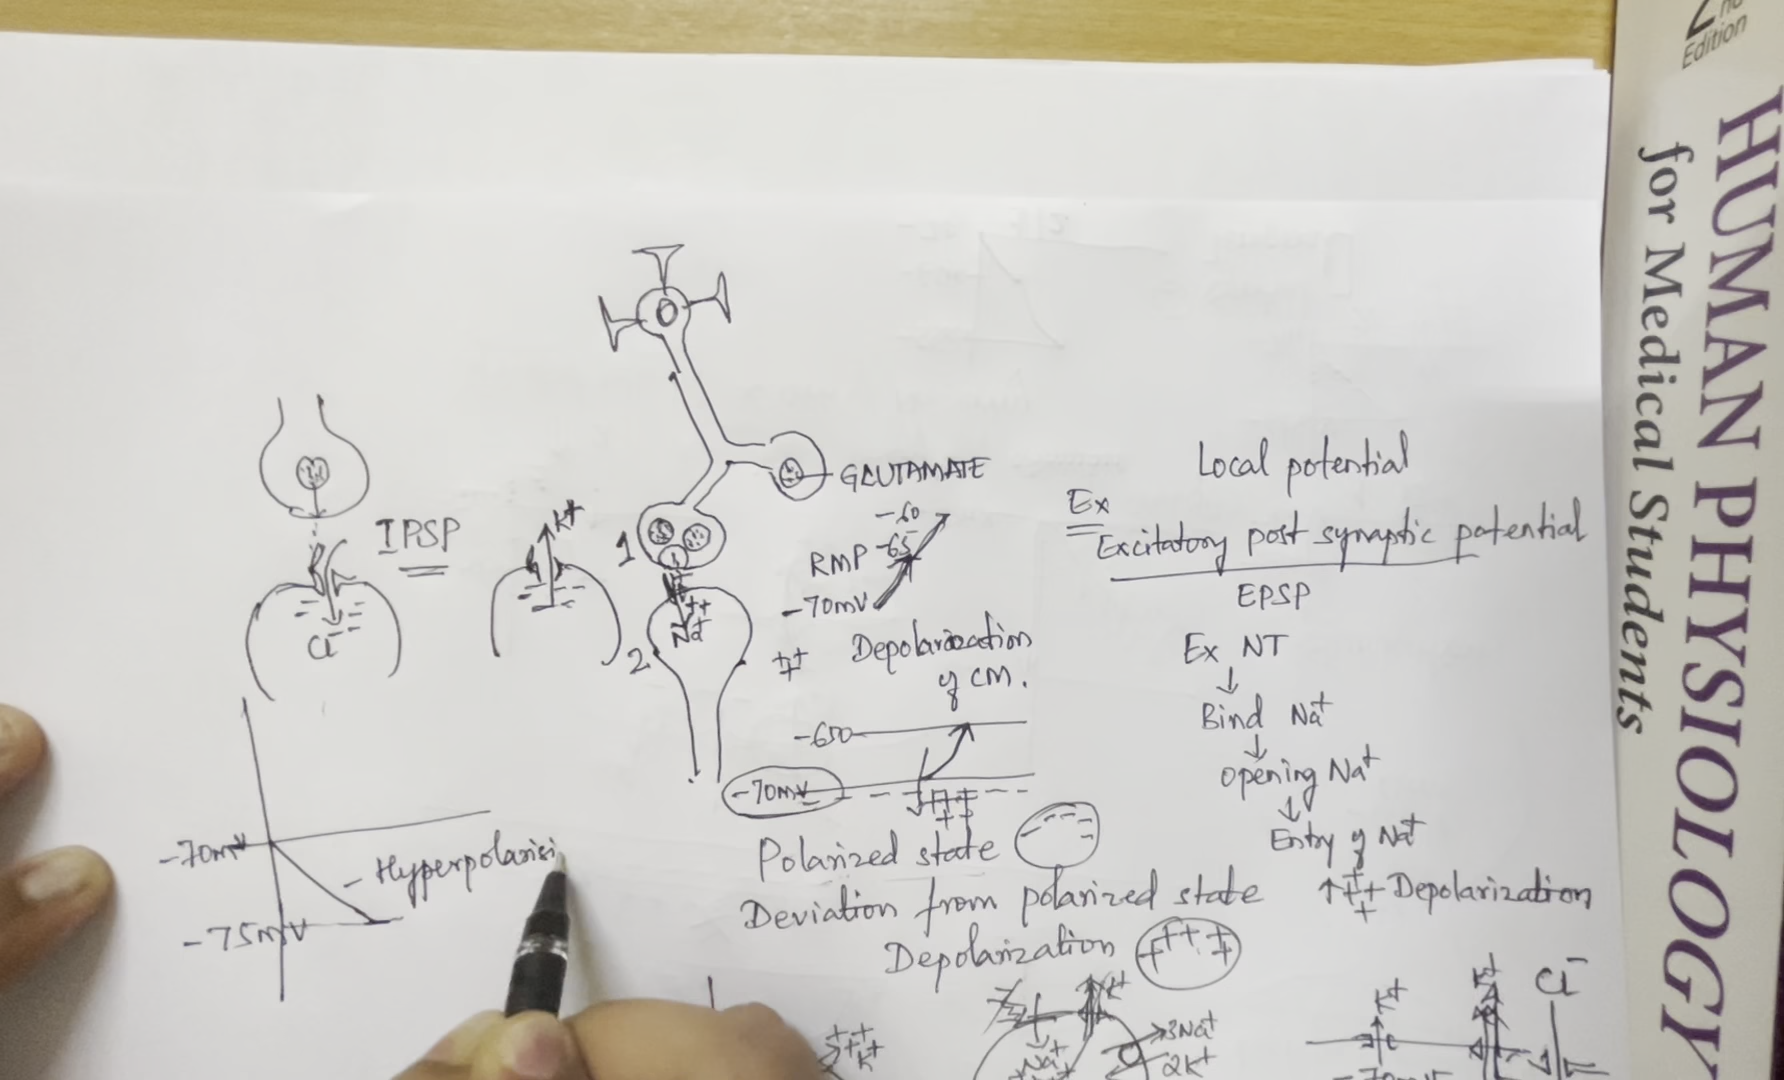 2nd
Edition
HUMAN PHYSIOLOGY
for Medical Students
GLUTAMATE
IPSP
K+
Cl-
1
2
++
Na+
-60
-65
RMP
-70mV
++
Depolarization
of CM.
-650
-70mV
Polarized state
Deviation from polarized state
Depolarization
+++
Local potential
Ex
Excitatory post synaptic potential
EPSP
Ex NT
↓
Bind Na+
↓
Opening Na+
↓
Entry of Na+
↑++ Depolarization
-70mV
- Hyperpolarisi
-75mV
K+
K+
Na+
3Na+
2K+
K+
K+
Cl-